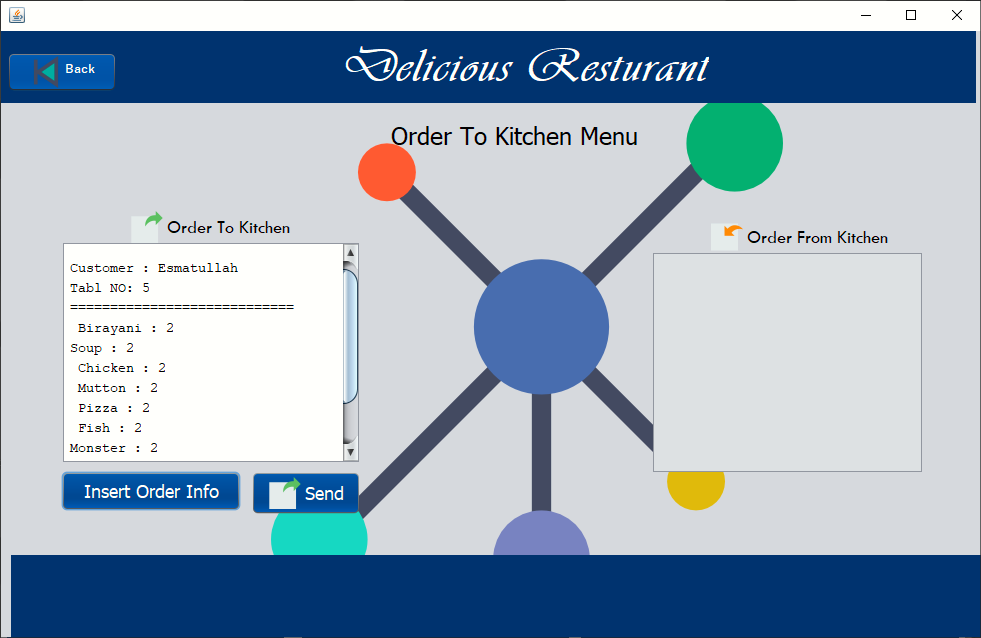 Back
Delicious Resturant
Order To Kitchen Menu
Order To Kitchen
Customer : Esmatullah
Tabl NO: 5
============================
Birayani : 2
Soup : 2
Chicken : 2
Mutton : 2
Pizza : 2
Fish : 2
Monster : 2
Insert Order Info
Send
Order From Kitchen